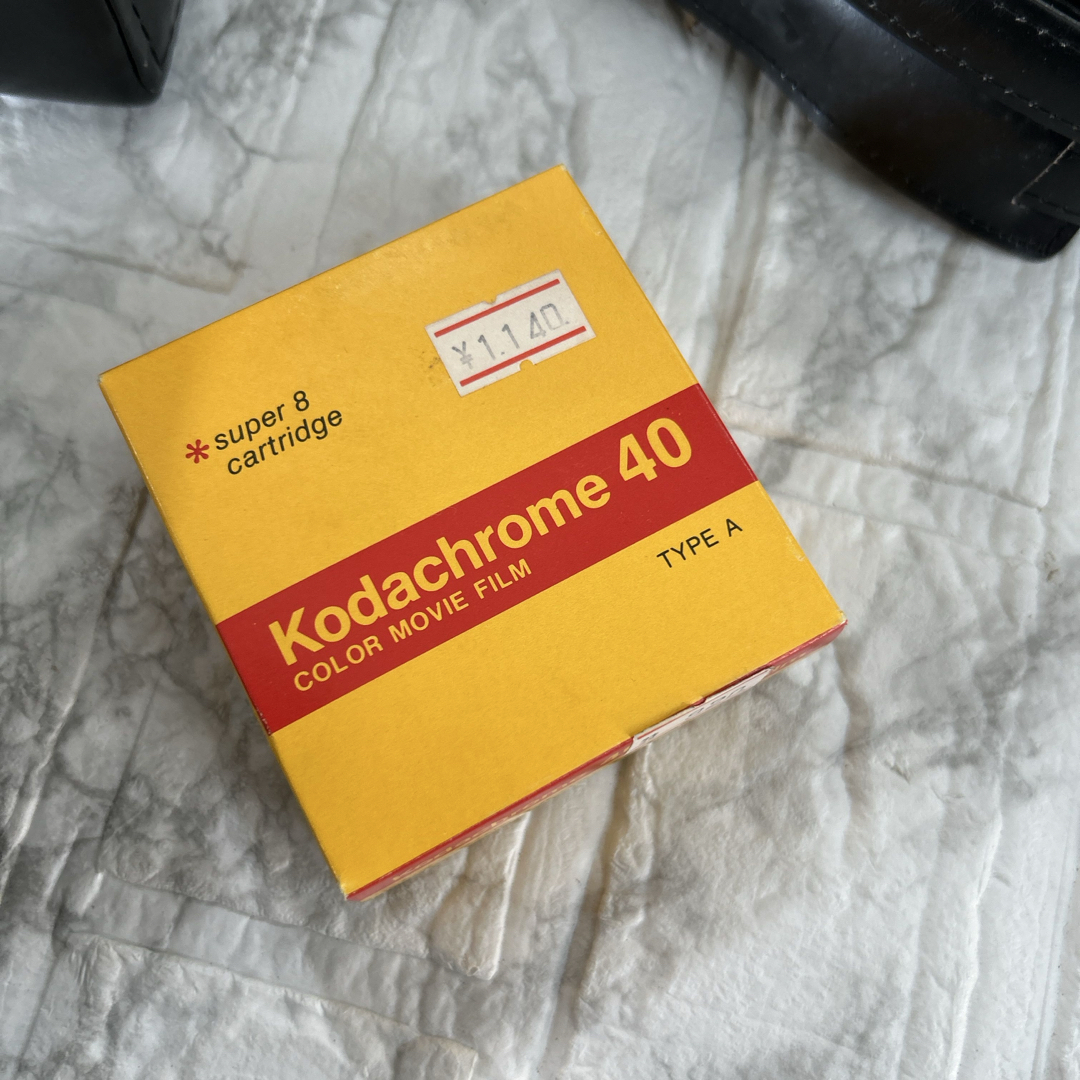 ¥1.140.
*super 8
cartridge
Kodachrome 40
COLOR MOVIE FILM
TYPE A